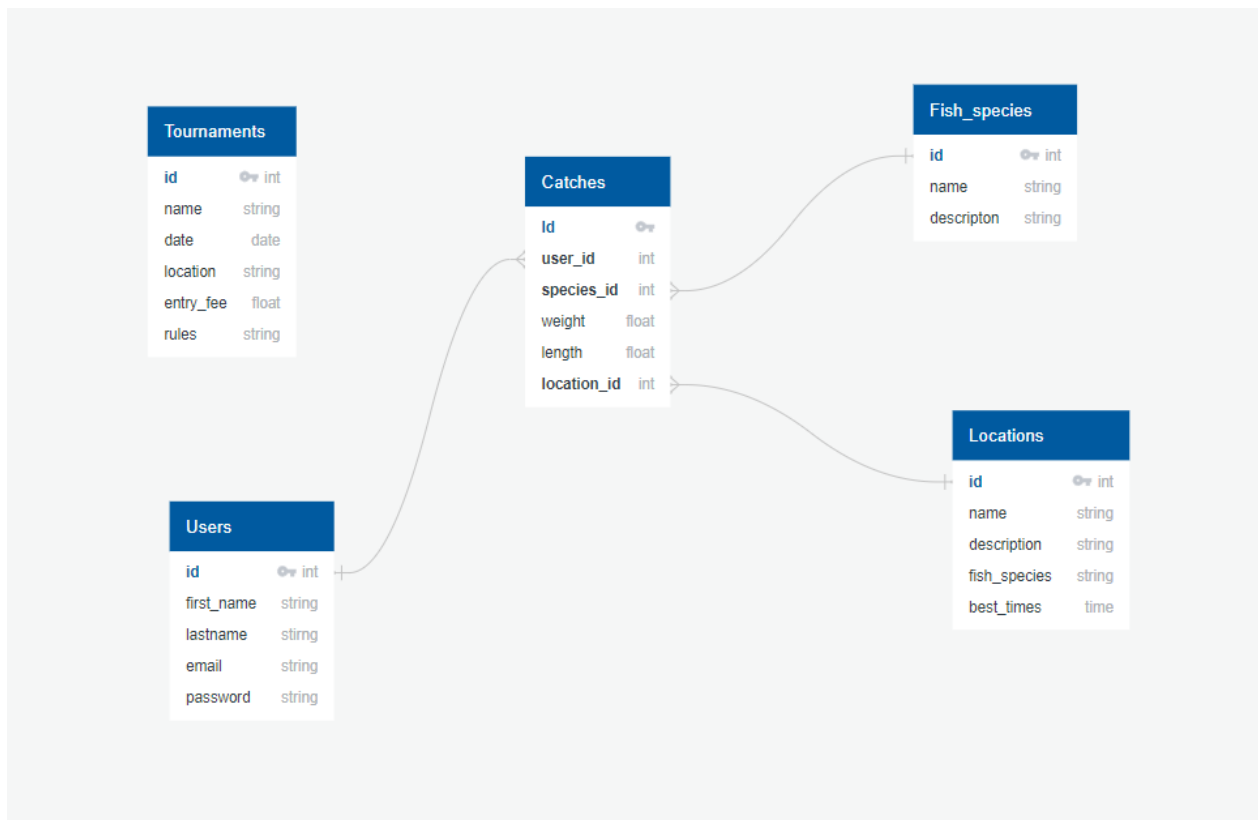 Tournaments
id int
name string
date date
location string
entry_fee float
rules string
Catches
Id
user_id int
species_id int
weight float
length float
location_id int
Fish_species
id int
name string
descripton string
Locations
id int
name string
description string
fish_species string
best_times time
Users
id int
first_name string
lastname stirng
email string
password string